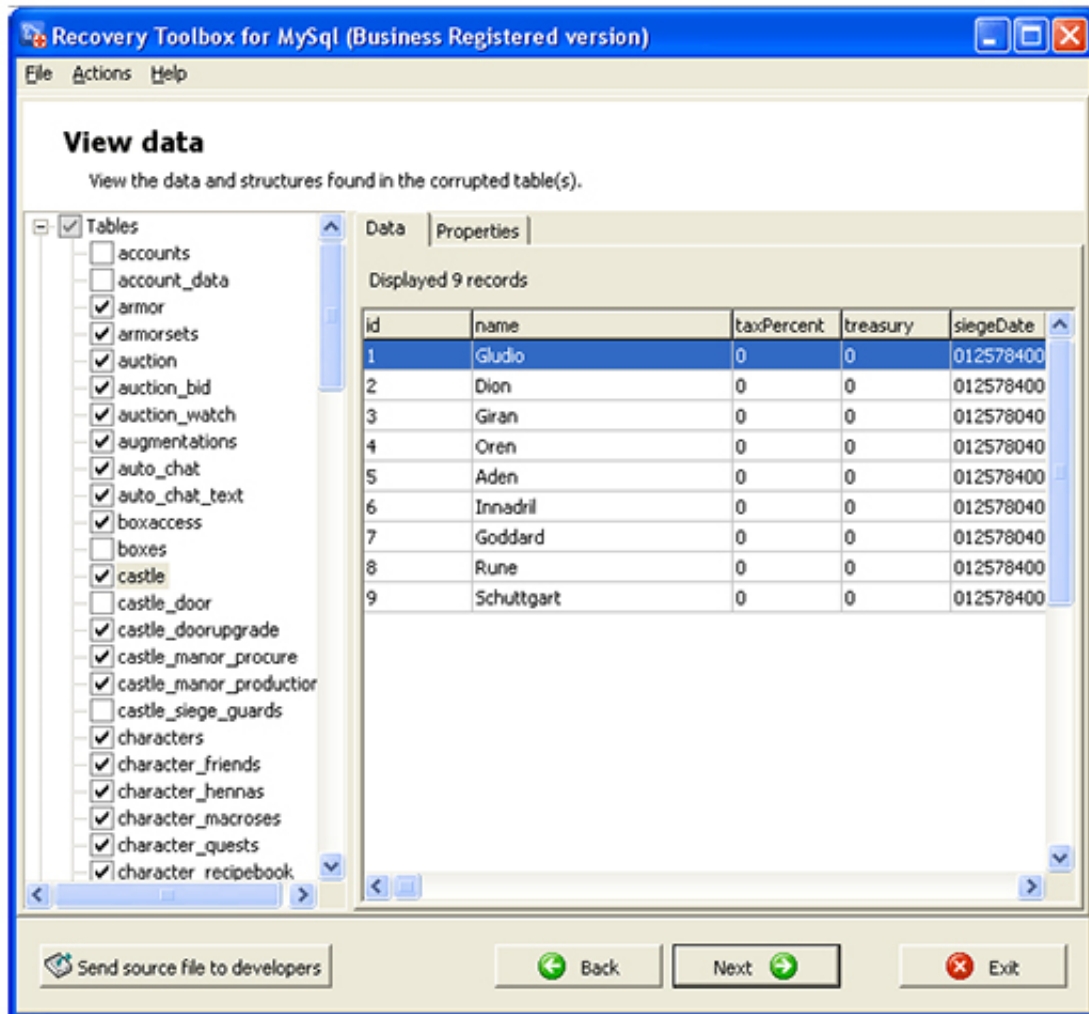 Recovery Toolbox for MySql (Business Registered version)
File Actions Help
View data
View the data and structures found in the corrupted table(s).
Tables
accounts
account_data
armor
armorsets
auction
auction_bid
auction_watch
augmentations
auto_chat
auto_chat_text
boxaccess
boxes
castle
castle_door
castle_doorupgrade
castle_manor_procure
castle_manor_production
castle_siege_guards
characters
character_friends
character_hennas
character_macroses
character_quests
character_recipebook
Data Properties
Displayed 9 records
id name taxPercent treasury siegeDate
1 Gludio 0 0 012578400
2 Dion 0 0 012578400
3 Giran 0 0 012578040
4 Oren 0 0 012578040
5 Aden 0 0 012578400
6 Innadril 0 0 012578040
7 Goddard 0 0 012578040
8 Rune 0 0 012578400
9 Schuttgart 0 0 012578400
Send source file to developers Back Next Exit